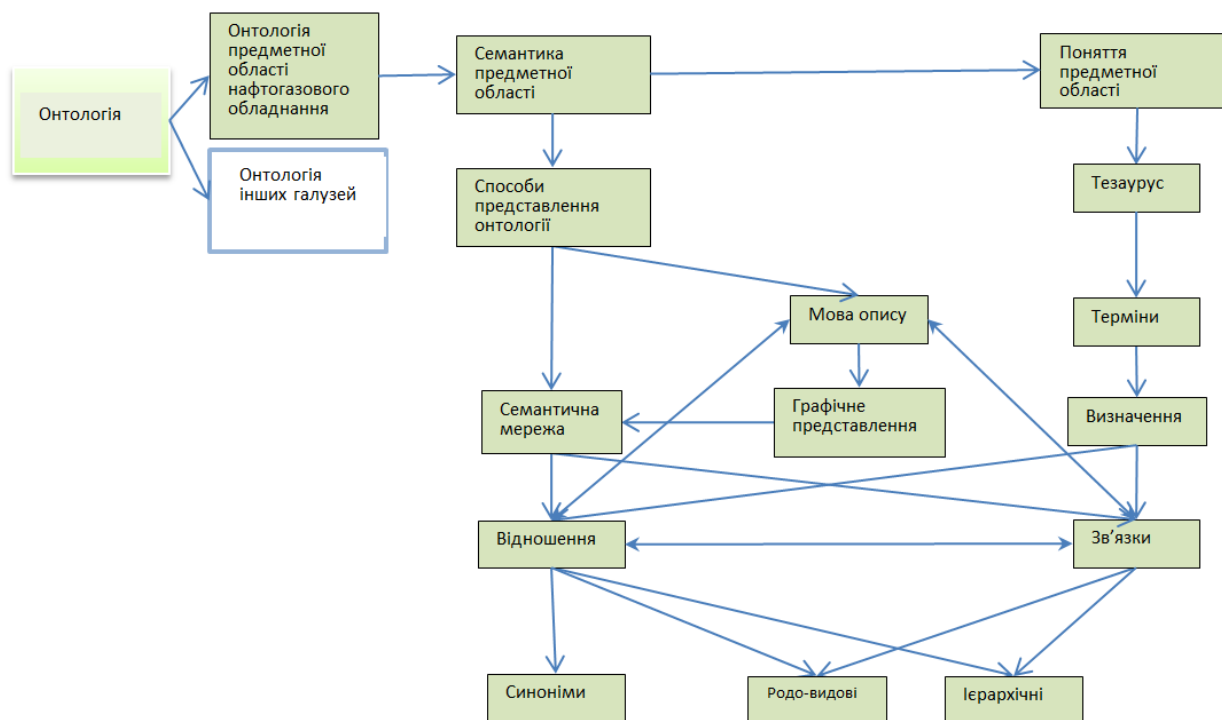 Онтологія
Онтологія
предметної
області
нафтогазового
обладнання
Онтологія
інших галузей
Семантика
предметної
області
Поняття
предметної
області
Способи
представлення
онтології
Тезаурус
Мова опису
Терміни
Семантична
мережа
Графічне
представлення
Визначення
Відношення
Зв’язки
Синоніми
Родо-видові
Ієрархічні